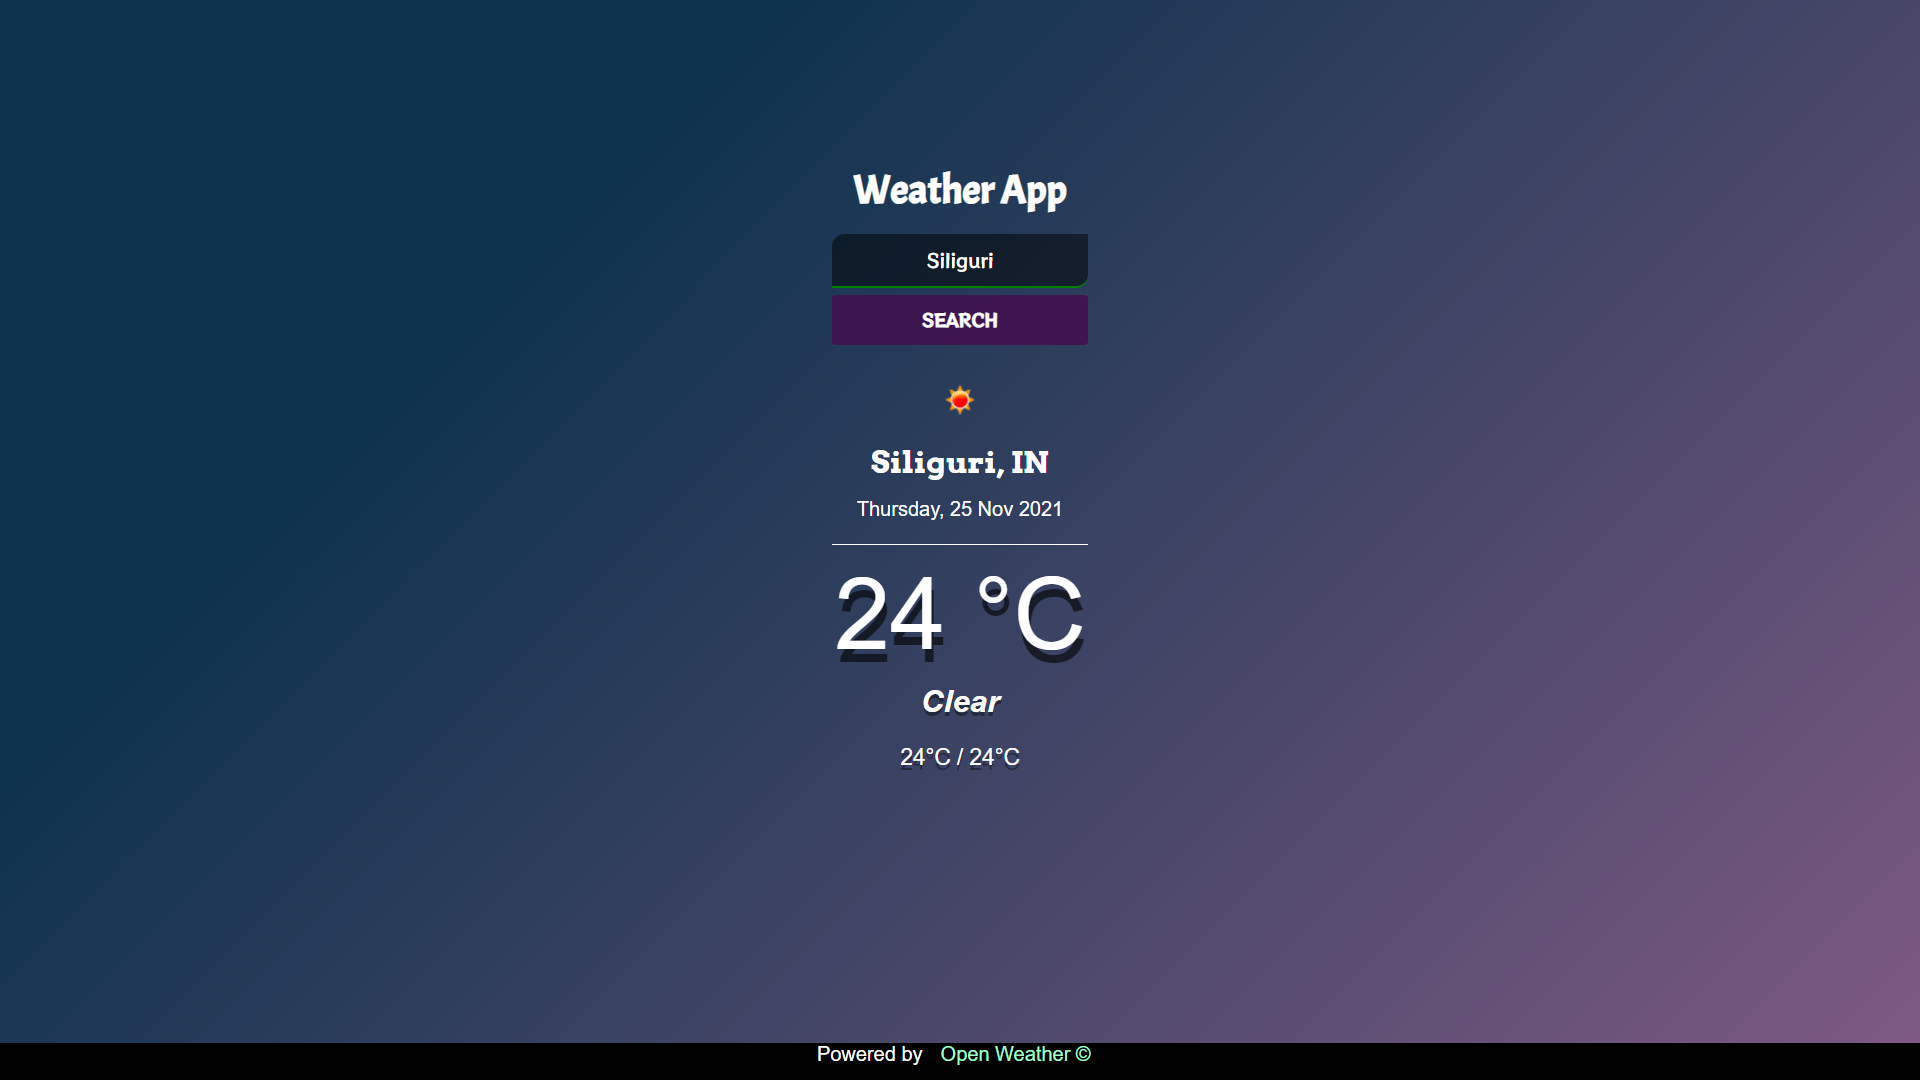 Weather App
Siliguri
SEARCH
Siliguri, IN
Thursday, 25 Nov 2021
24 °C
Clear
24°C / 24°C
Powered by Open Weather ©